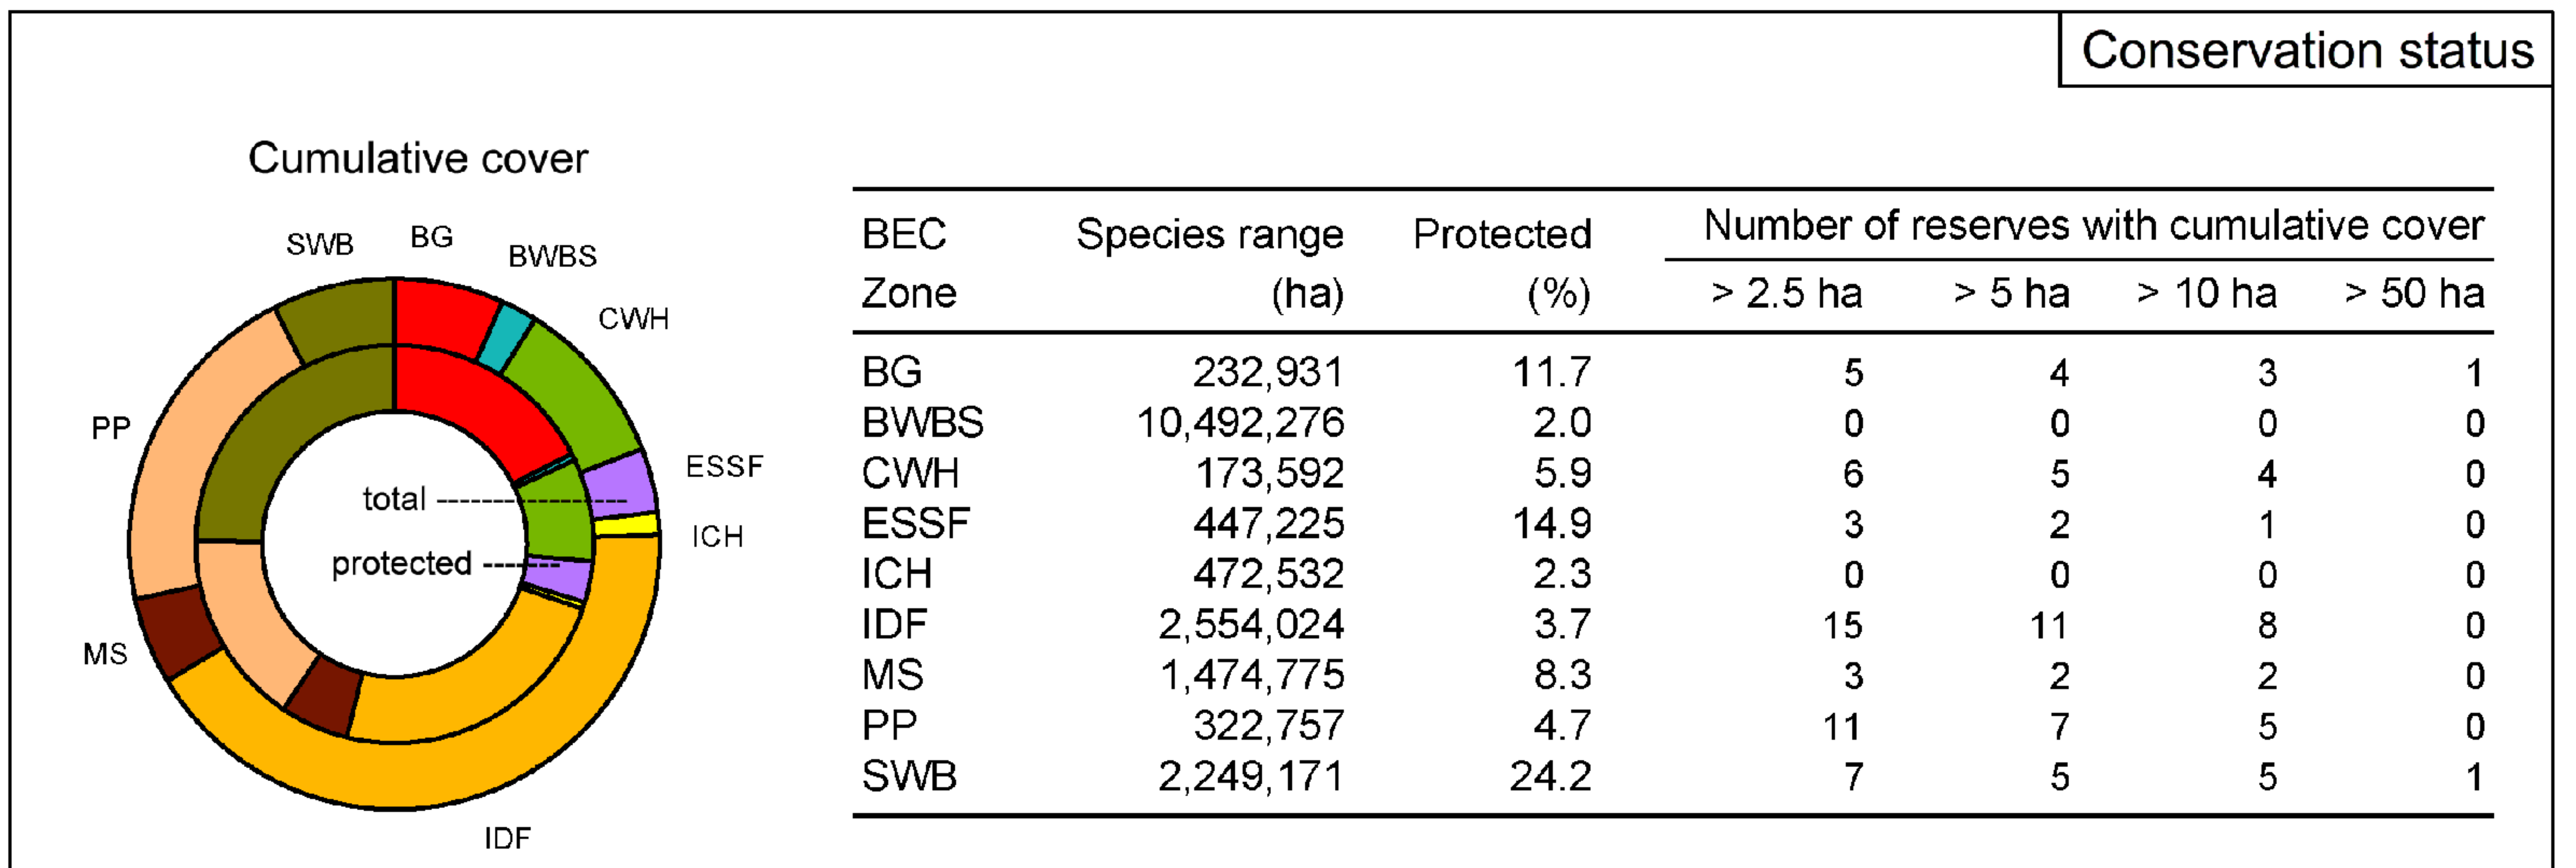 Conservation status
Cumulative cover
SWB
BG
BWBS
CWH
PP
ESSF
total
ICH
protected
MS
IDF
BEC Species range Protected Number of reserves with cumulative cover
Zone (ha) (%) > 2.5 ha > 5 ha > 10 ha > 50 ha
BG 232,931 11.7 5 4 3 1
BWBS 10,492,276 2.0 0 0 0 0
CWH 173,592 5.9 6 5 4 0
ESSF 447,225 14.9 3 2 1 0
ICH 472,532 2.3 0 0 0 0
IDF 2,554,024 3.7 15 11 8 0
MS 1,474,775 8.3 3 2 2 0
PP 322,757 4.7 11 7 5 0
SWB 2,249,171 24.2 7 5 5 1